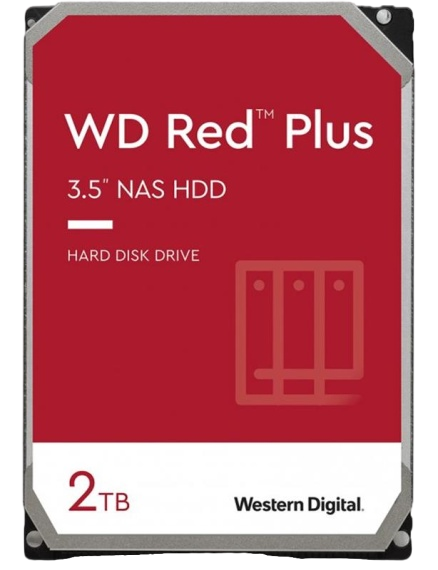 WD Red™ Plus
3.5" NAS HDD
HARD DISK DRIVE
2TB
Western Digital.